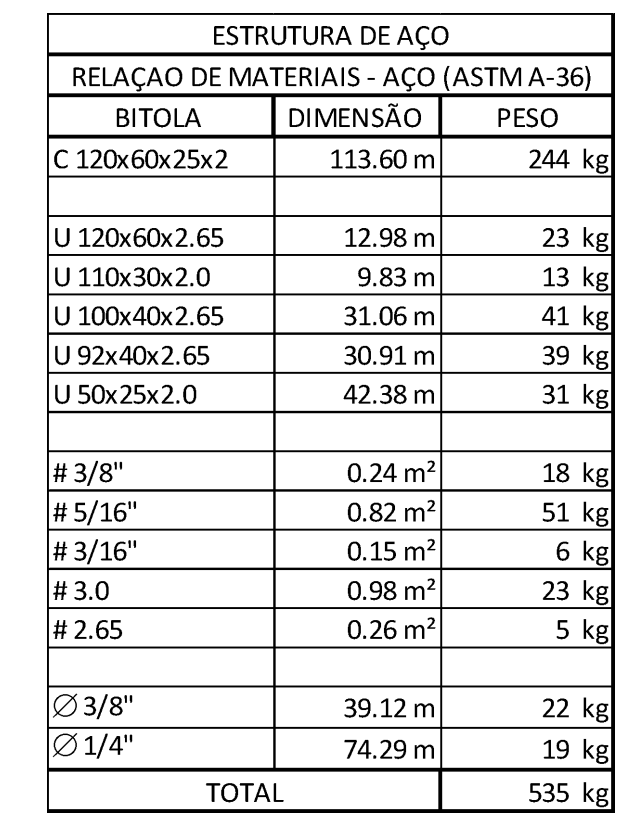 ESTRUTURA DE AÇO
RELAÇAO DE MATERIAIS - AÇO (ASTM A-36)
BITOLA DIMENSÃO PESO
C 120x60x25x2 113.60 m 244 kg
U 120x60x2.65 12.98 m 23 kg
U 110x30x2.0 9.83 m 13 kg
U 100x40x2.65 31.06 m 41 kg
U 92x40x2.65 30.91 m 39 kg
U 50x25x2.0 42.38 m 31 kg
# 3/8" 0.24 m² 18 kg
# 5/16" 0.82 m² 51 kg
# 3/16" 0.15 m² 6 kg
# 3.0 0.98 m² 23 kg
# 2.65 0.26 m² 5 kg
∅ 3/8" 39.12 m 22 kg
∅ 1/4" 74.29 m 19 kg
TOTAL 535 kg